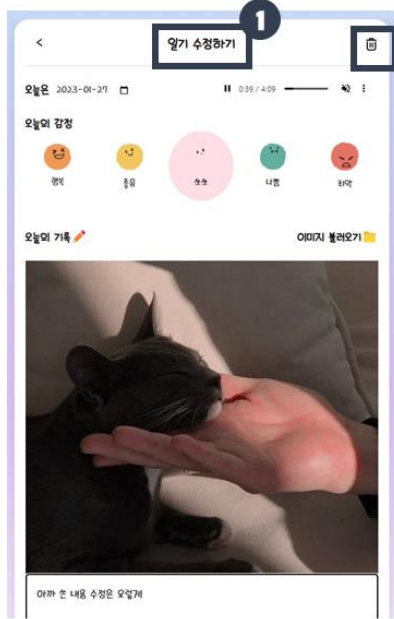 1
<
일기 수정하기
오늘은 2023-01-27
0:39 / 4:09
오늘의 감정
행복
좋음
쏘쏘
나쁨
최악
오늘의 기록
이미지 불러오기
아까 쓴 내용 수정은 요렇게